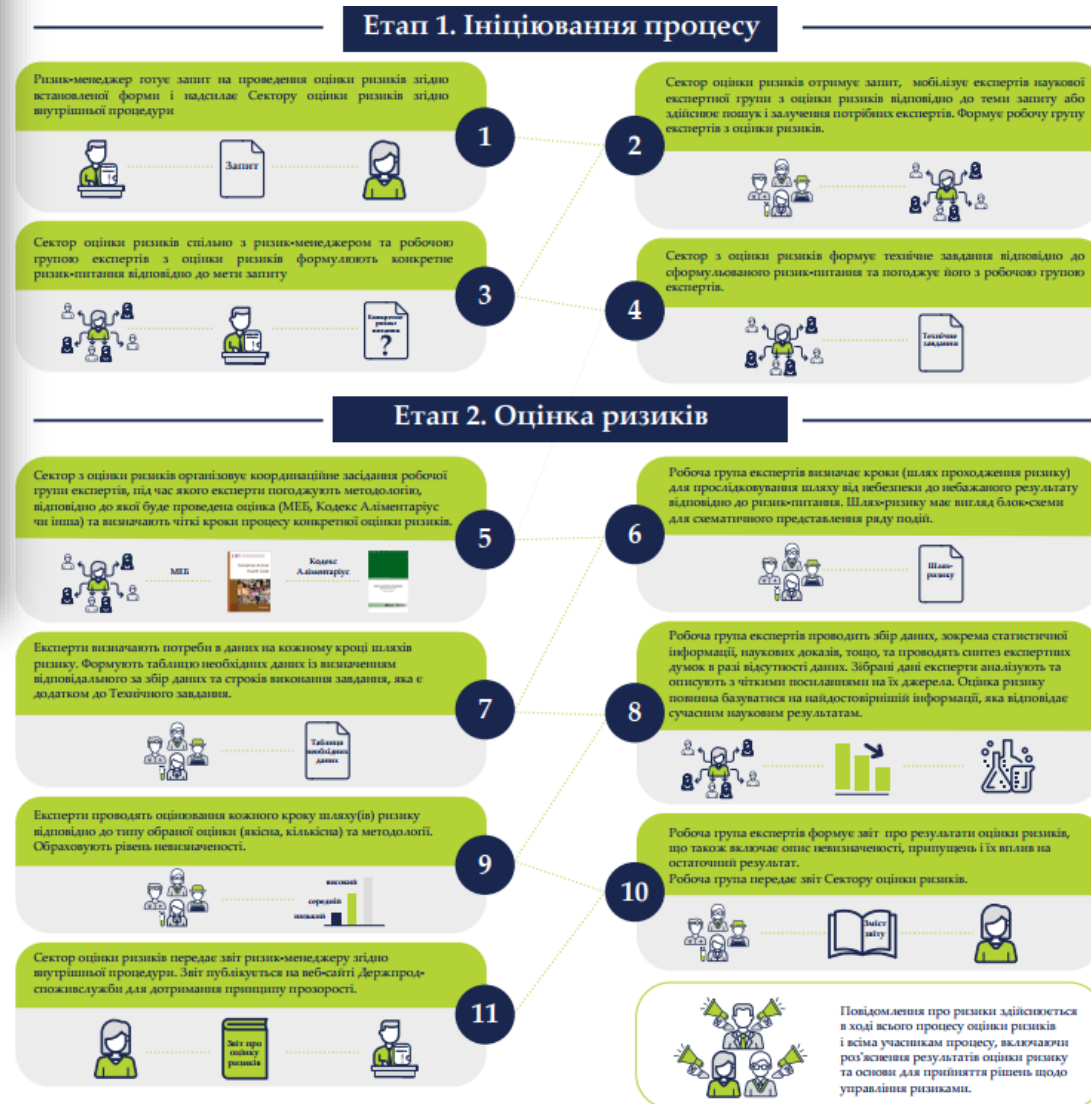 Етап 1. Ініціювання процесу
Ризик-менеджер готує запит на проведення оцінки ризиків згідно
встановленої форми і надсилає Сектору оцінки ризиків згідно
внутрішньої процедури
1
Запит
Сектор оцінки ризиків отримує запит, мобілізує експертів наукової
експертної групи з оцінки ризиків відповідно до теми запиту або
здійснює пошук і залучення потрібних експертів. Формує робочу групу
експертів з оцінки ризиків.
2
Сектор оцінки ризиків спільно з ризик-менеджером та робочою
групою експертів з оцінки ризиків формулюють конкретне
ризик-питання відповідно до мети запиту
3
Конкретне
ризик-
питання
?
Сектор з оцінки ризиків формує технічне завдання відповідно до
сформульованого ризик-питання та погоджує його з робочою групою
експертів.
4
Технічне
завдання
Етап 2. Оцінка ризиків
Сектор з оцінки ризиків організовує координаційне засідання робочої
групи експертів, під час якого експерти погоджують методологію,
відповідно до якої буде проведена оцінка (МЕБ, Кодекс Аліментаріус
чи інша) та визначають чіткі кроки процесу конкретної оцінки ризиків.
5
МЕБ
Кодекс
Аліментаріус
Робоча група експертів визначає кроки (шлях проходження ризику)
для прослідковування шляху від небезпеки до небажаного результату
відповідно до ризик-питання. Шлях-ризику має вигляд блок-схеми
для схематичного представлення ряду подій.
6
Шлях-
ризику
Експерти визначають потреби в даних на кожному кроці шляхів
ризику. Формують таблицю необхідних даних із визначенням
відповідального за збір даних та строків виконання завдання, яка є
додатком до Технічного завдання.
7
Таблиця
необхідних
даних
Робоча група експертів проводить збір даних, зокрема статистичної
інформації, наукових доказів, тощо, та проводять синтез експертних
думок в разі відсутності даних. Зібрані дані експерти аналізують та
описують з чіткими посиланнями на їх джерела. Оцінка ризику
повинна базуватися на найдостовірнішій інформації, яка відповідає
сучасним науковим результатам.
8
Експерти проводять оцінювання кожного кроку шляху(ів) ризику
відповідно до типу обраної оцінки (якісна, кількісна) та методології.
Обраховують рівень невизначеності.
9
високий
середній
низький
Робоча група експертів формує звіт про результати оцінки ризиків,
що також включає опис невизначеності, припущень і їх вплив на
остаточний результат.
Робоча група передає звіт Сектору оцінки ризиків.
10
Зміст
звіту
Сектор оцінки ризиків передає звіт ризик-менеджеру згідно
внутрішньої процедури. Звіт публікується на веб-сайті Держпрод-
споживслужби для дотримання принципу прозорості.
11
Звіт про
оцінку
ризиків
Повідомлення про ризики здійснюється
в ході всього процесу оцінки ризиків
і всіма учасникам процесу, включаючи
роз'яснення результатів оцінки ризику
та основи для прийняття рішень щодо
управління ризиками.